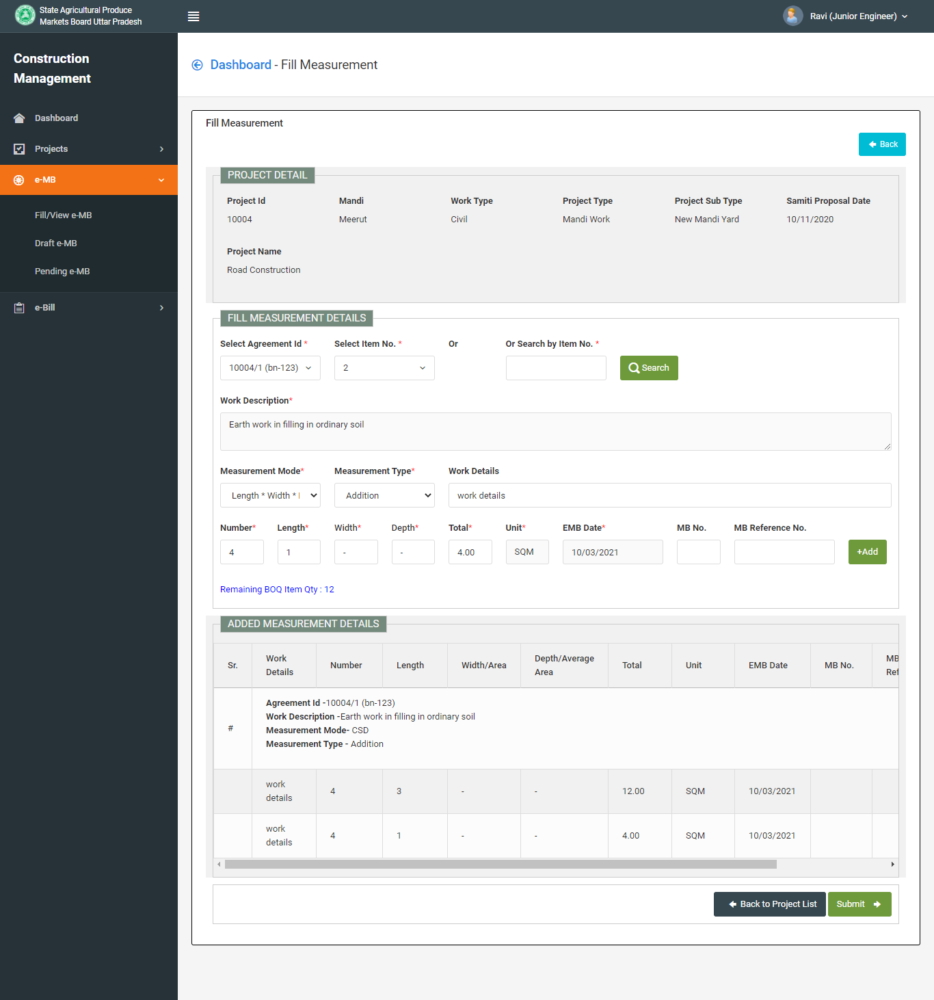 State Agricultural Produce
Markets Board Uttar Pradesh
Ravi (Junior Engineer)
Construction
Management
Dashboard
Projects
e-MB
Fill/View e-MB
Draft e-MB
Pending e-MB
e-Bill
Dashboard - Fill Measurement
Fill Measurement
Back
PROJECT DETAIL
Project Id Mandi Work Type Project Type Project Sub Type Samiti Proposal Date
10004 Meerut Civil Mandi Work New Mandi Yard 10/11/2020
Project Name
Road Construction
FILL MEASUREMENT DETAILS
Select Agreement Id * Select Item No. * Or Or Search by Item No. *
10004/1 (bn-123) 2 Search
Work Description*
Earth work in filling in ordinary soil
Measurement Mode* Measurement Type* Work Details
Length * Width * Addition work details
Number* Length* Width* Depth* Total* Unit* EMB Date* MB No. MB Reference No.
4 1 - - 4.00 SQM 10/03/2021 +Add
Remaining BOQ Item Qty : 12
ADDED MEASUREMENT DETAILS
Sr. Work Details Number Length Width/Area Depth/Average Area Total Unit EMB Date MB No. MB Ref
# Agreement Id -10004/1 (bn-123)
Work Description -Earth work in filling in ordinary soil
Measurement Mode- CSD
Measurement Type - Addition
work details 4 3 - - 12.00 SQM 10/03/2021
work details 4 1 - - 4.00 SQM 10/03/2021
Back to Project List Submit